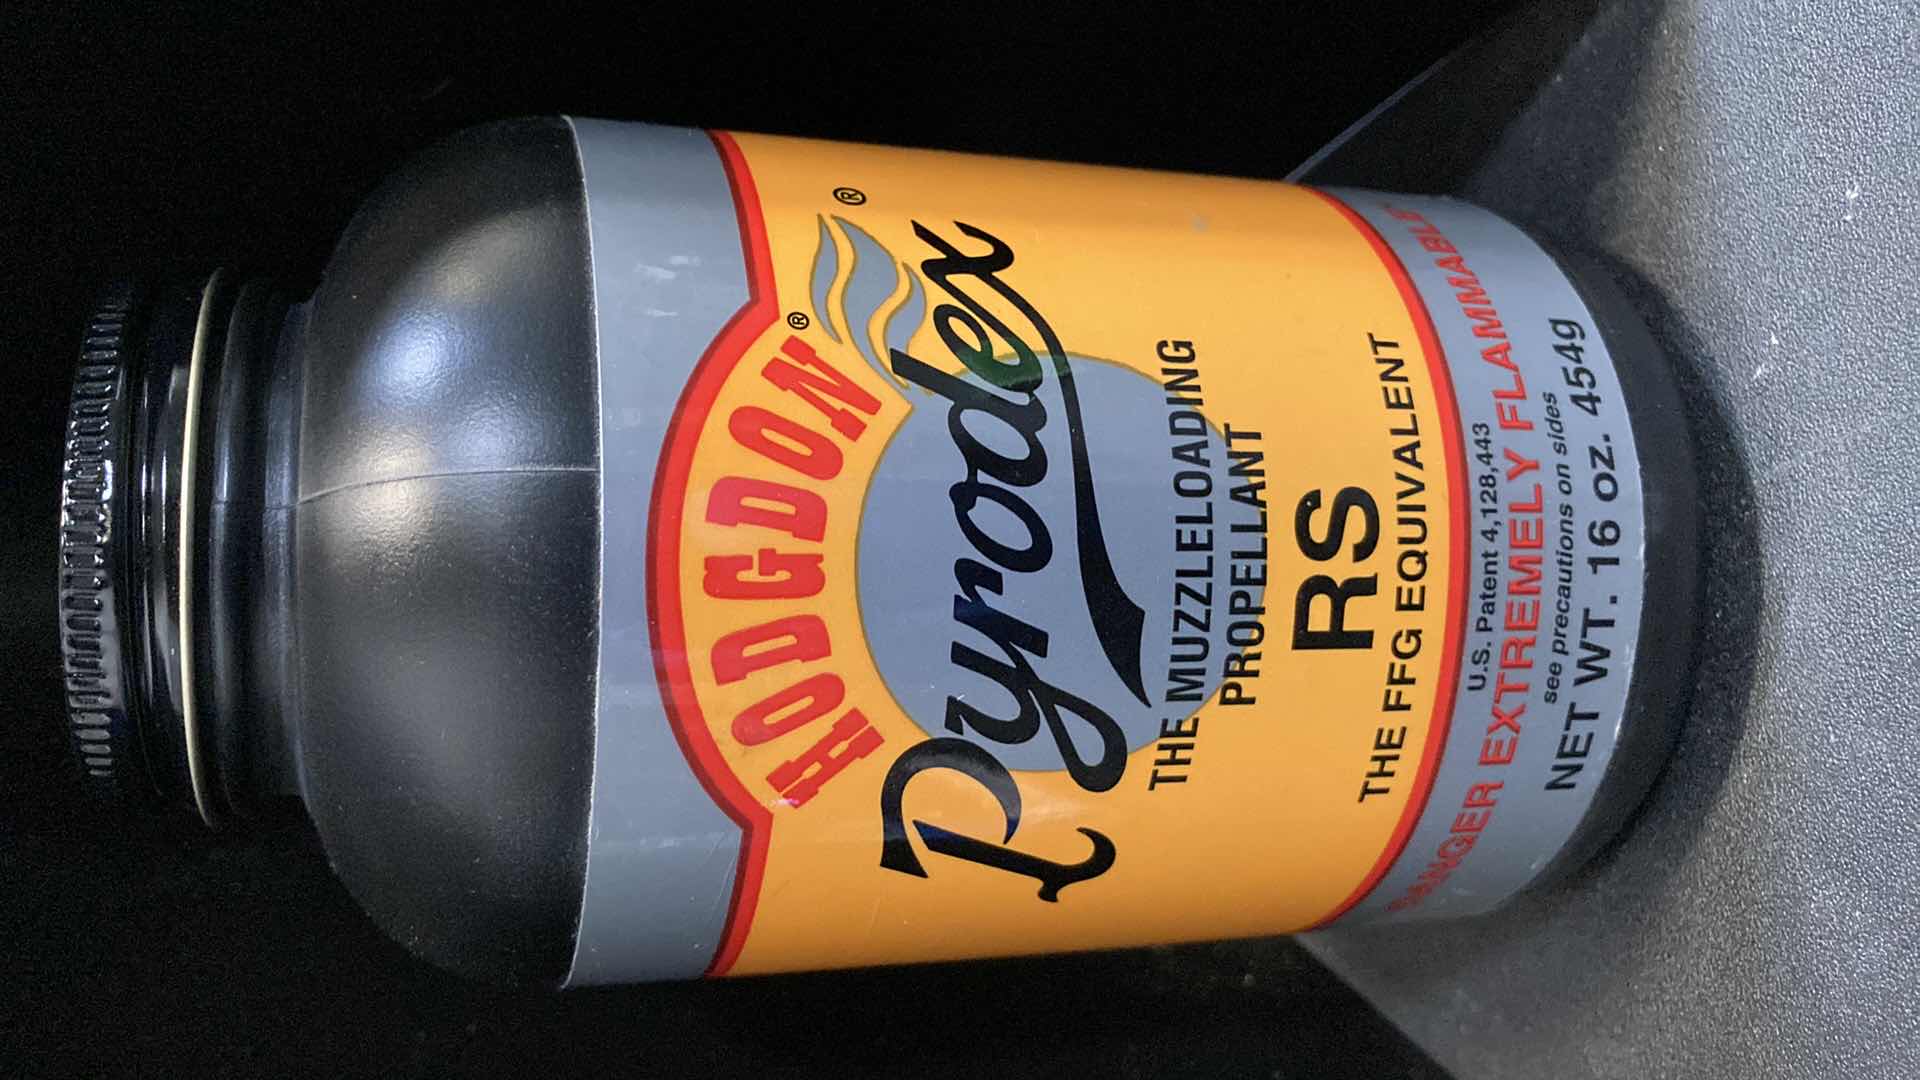 HODGDON®
Pyrodex®
THE MUZZLELOADING
PROPELLANT
RS
THE FFG EQUIVALENT
U.S. Patent 4,128,443
DANGER EXTREMELY FLAMMABLE
see precautions on sides
NET WT. 16 oz. 454g